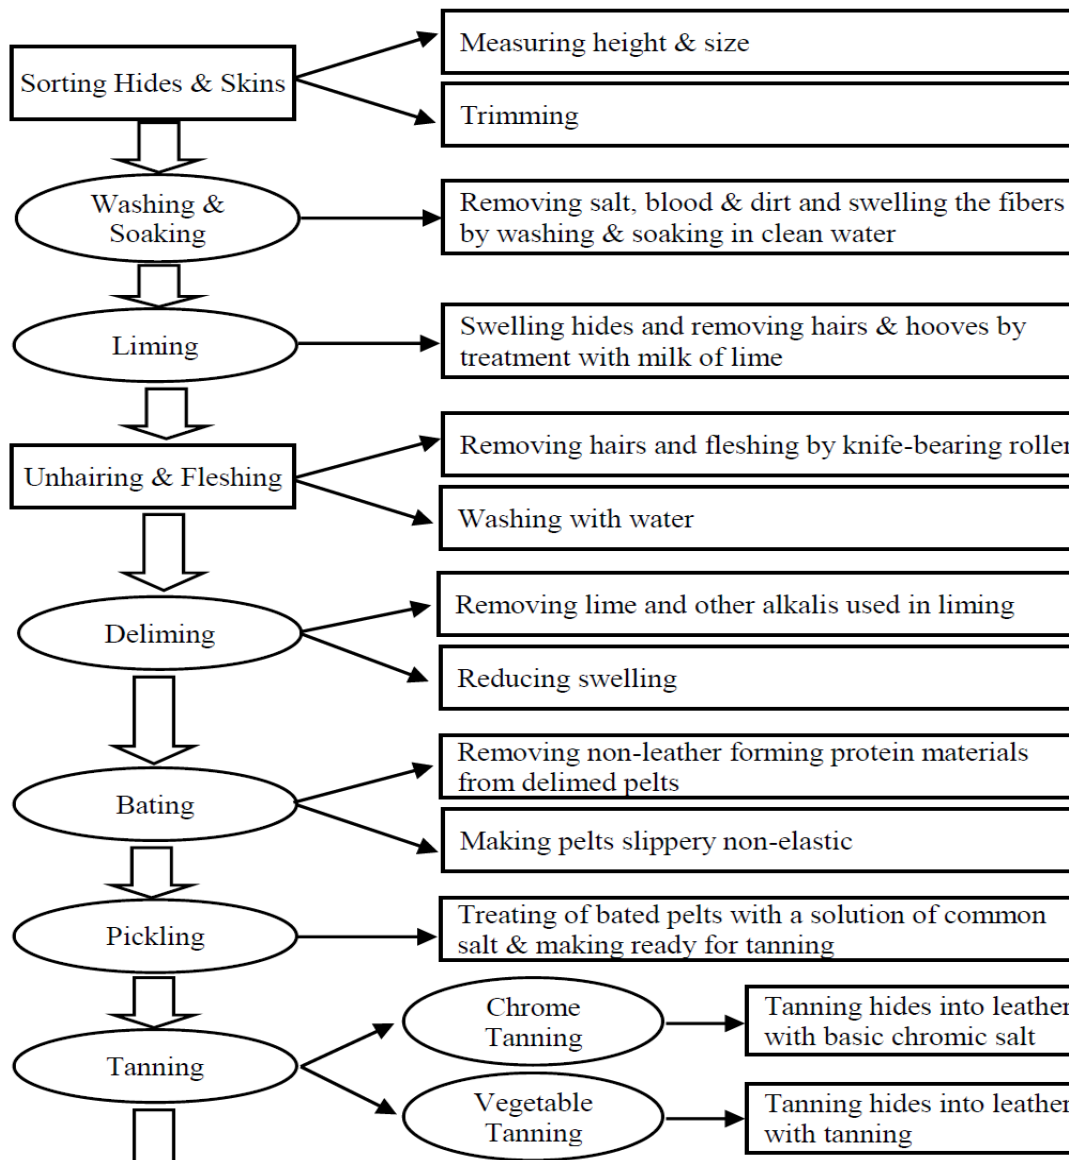 Measuring height & size
Sorting Hides & Skins
Trimming
Washing &
Soaking
Removing salt, blood & dirt and swelling the fibers
by washing & soaking in clean water
Liming
Swelling hides and removing hairs & hooves by
treatment with milk of lime
Unhairing & Fleshing
Removing hairs and fleshing by knife-bearing roller
Washing with water
Deliming
Removing lime and other alkalis used in liming
Reducing swelling
Bating
Removing non-leather forming protein materials
from delimed pelts
Making pelts slippery non-elastic
Pickling
Treating of bated pelts with a solution of common
salt & making ready for tanning
Tanning
Chrome
Tanning
Tanning hides into leather
with basic chromic salt
Vegetable
Tanning
Tanning hides into leather
with tanning